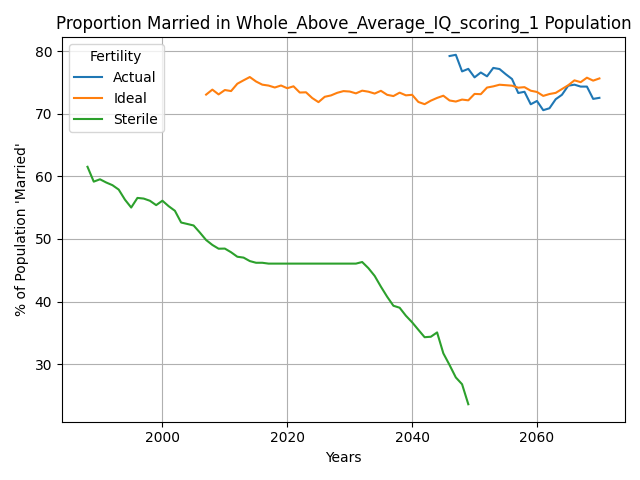 Proportion Married in Whole_Above_Average_IQ_scoring_1 Population
% of Population 'Married'
80
70
60
50
40
30
Fertility
Actual
Ideal
Sterile
2000
2020
2040
2060
Years